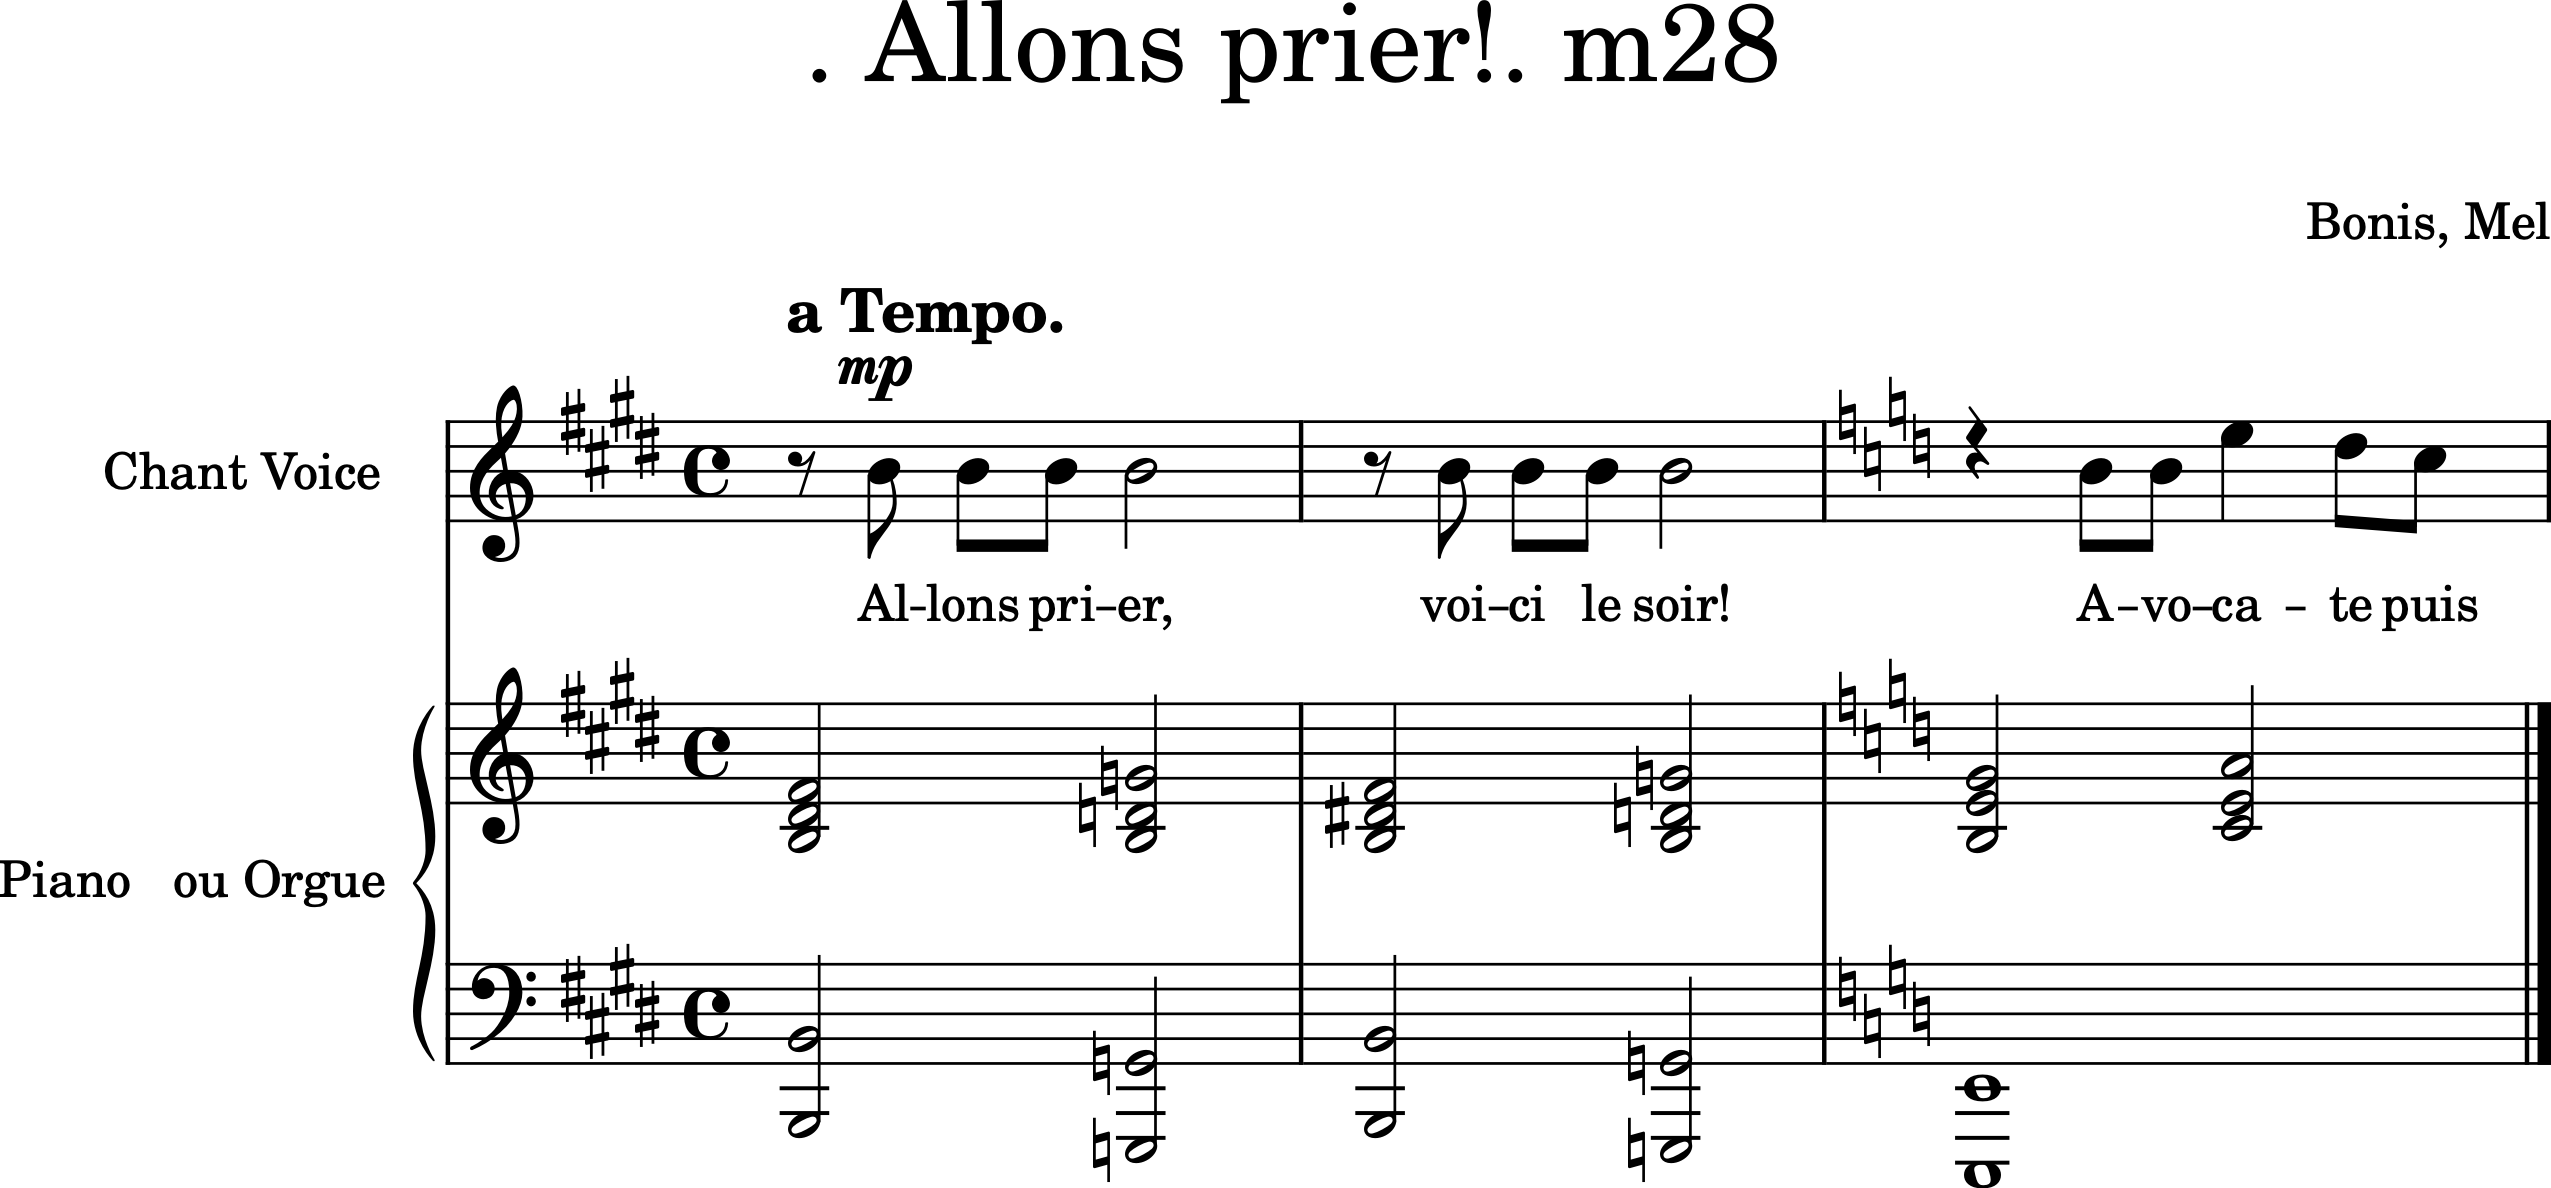 . Allons prier!. m28
Bonis, Mel
a Tempo.
mp
Chant Voice
Al-lons pri-er, voi-ci le soir! A-vo-ca - te puis
Piano ou Orgue